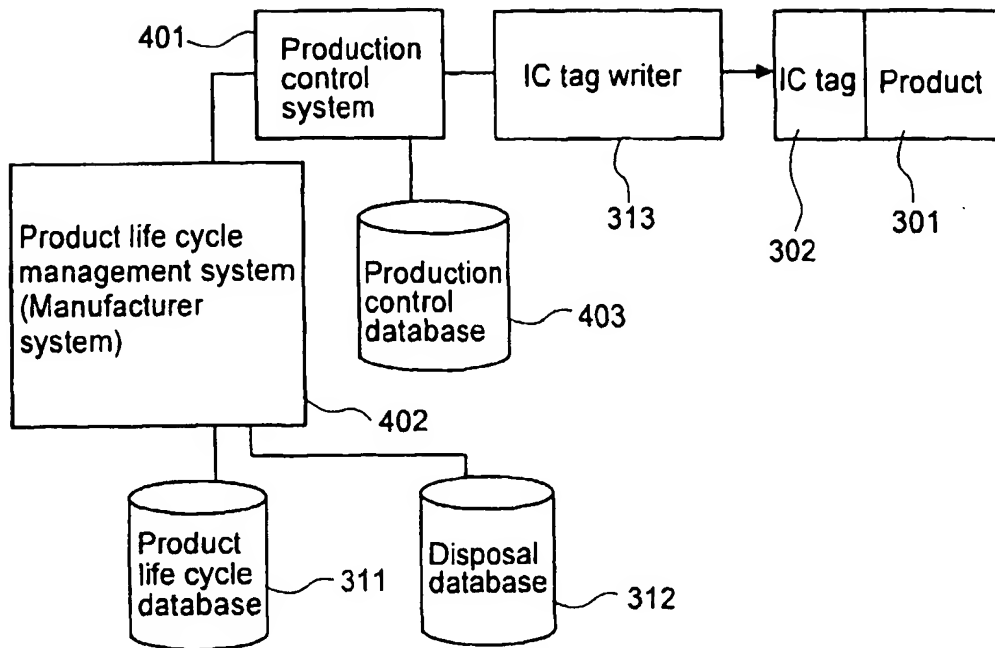 401
Production
control
system
IC tag writer
IC tag
Product
313
302
301
Product life cycle
management system
(Manufacturer
system)
Production
control
database
403
402
Product
life cycle
database
311
Disposal
database
312